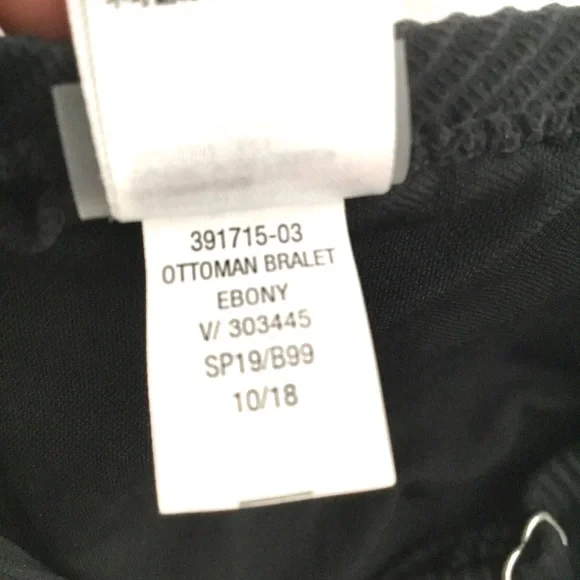 391715-03
OTTOMAN BRALET
EBONY
V/ 303445
SP19/B99
10/18